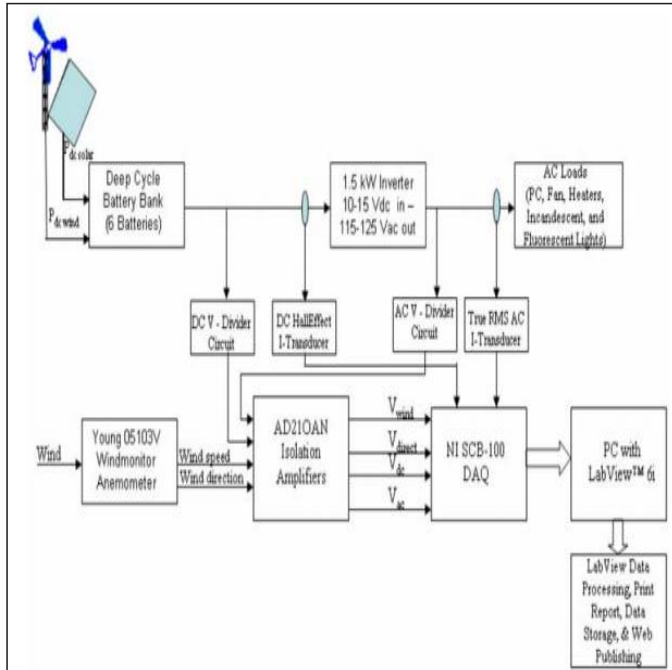 P dc solar
P dc wind
Deep Cycle
Battery Bank
(6 Batteries)
1.5 kW Inverter
10-15 Vdc in –
115-125 Vac out
AC Loads
(PC, Fan, Heaters,
Incandescent, and
Fluorescent Lights)
DC V - Divider
Circuit
DC HallEffect
I-Transducer
AC V - Divider
Circuit
True RMS AC
I-Transducer
Wind
Young 05103V
Windmonitor
Anemometer
Wind speed
Wind direction
AD21OAN
Isolation
Amplifiers
V wind
V direct
V dc
V ac
NI SCB-100
DAQ
PC with
LabView™ 6i
LabView Data
Processing, Print
Report, Data
Storage, & Web
Publishing